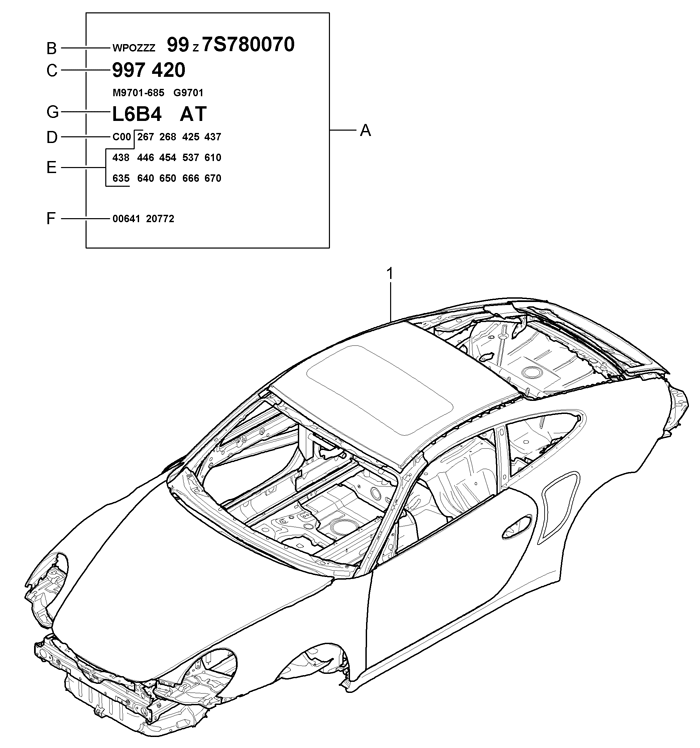 B WPOZZZ 99 Z 7S780070
C 997 420
M9701-685 G9701
G L6B4 AT
D C00 267 268 425 437
A
438 446 454 537 610
E
635 640 650 666 670
F 00641 20772
1